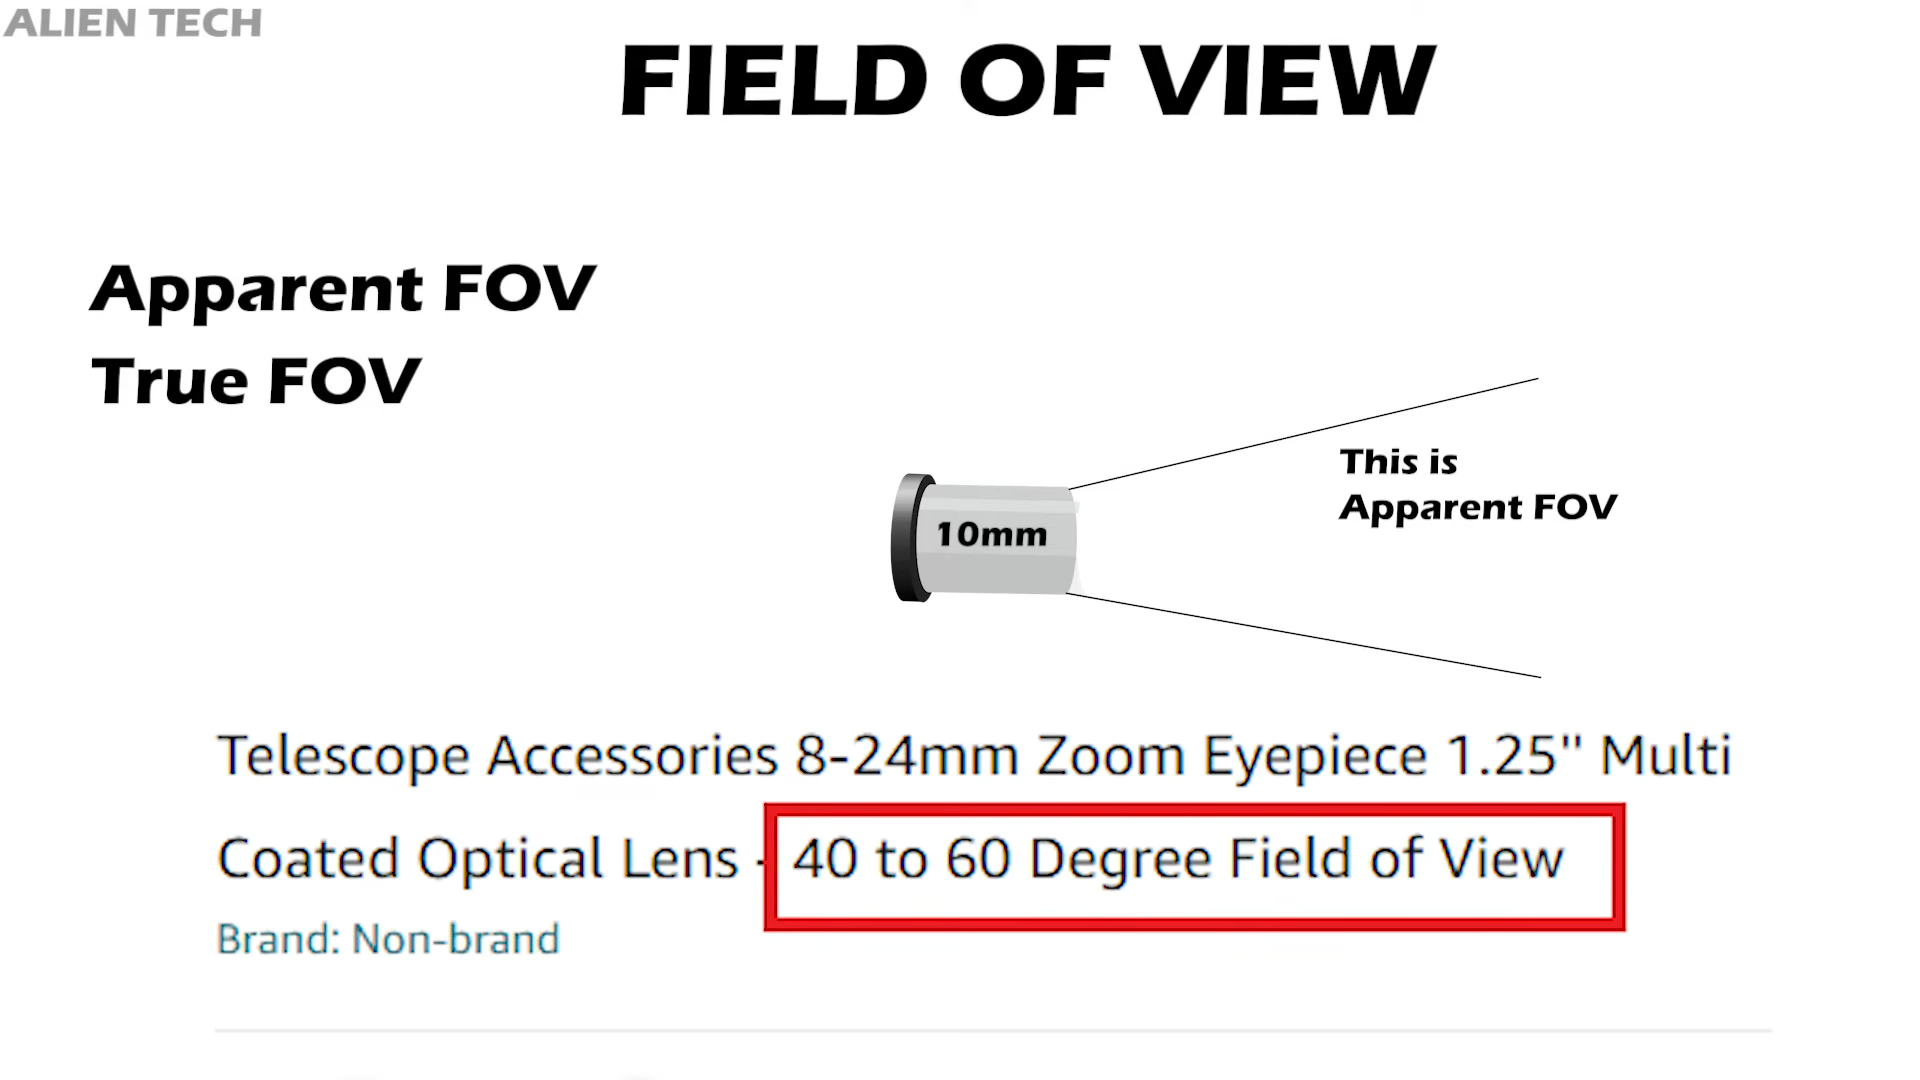 ALIEN TECH
FIELD OF VIEW
Apparent FOV
True FOV
This is
Apparent FOV
10mm
Telescope Accessories 8-24mm Zoom Eyepiece 1.25" Multi
Coated Optical Lens - 40 to 60 Degree Field of View
Brand: Non-brand